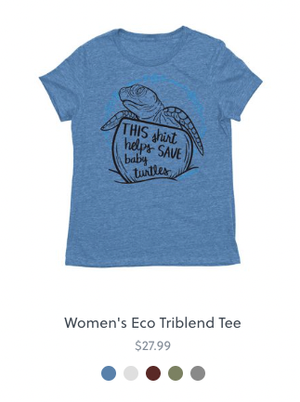 THIS shirt
helps SAVE
baby
turtles
Women's Eco Triblend Tee
$27.99